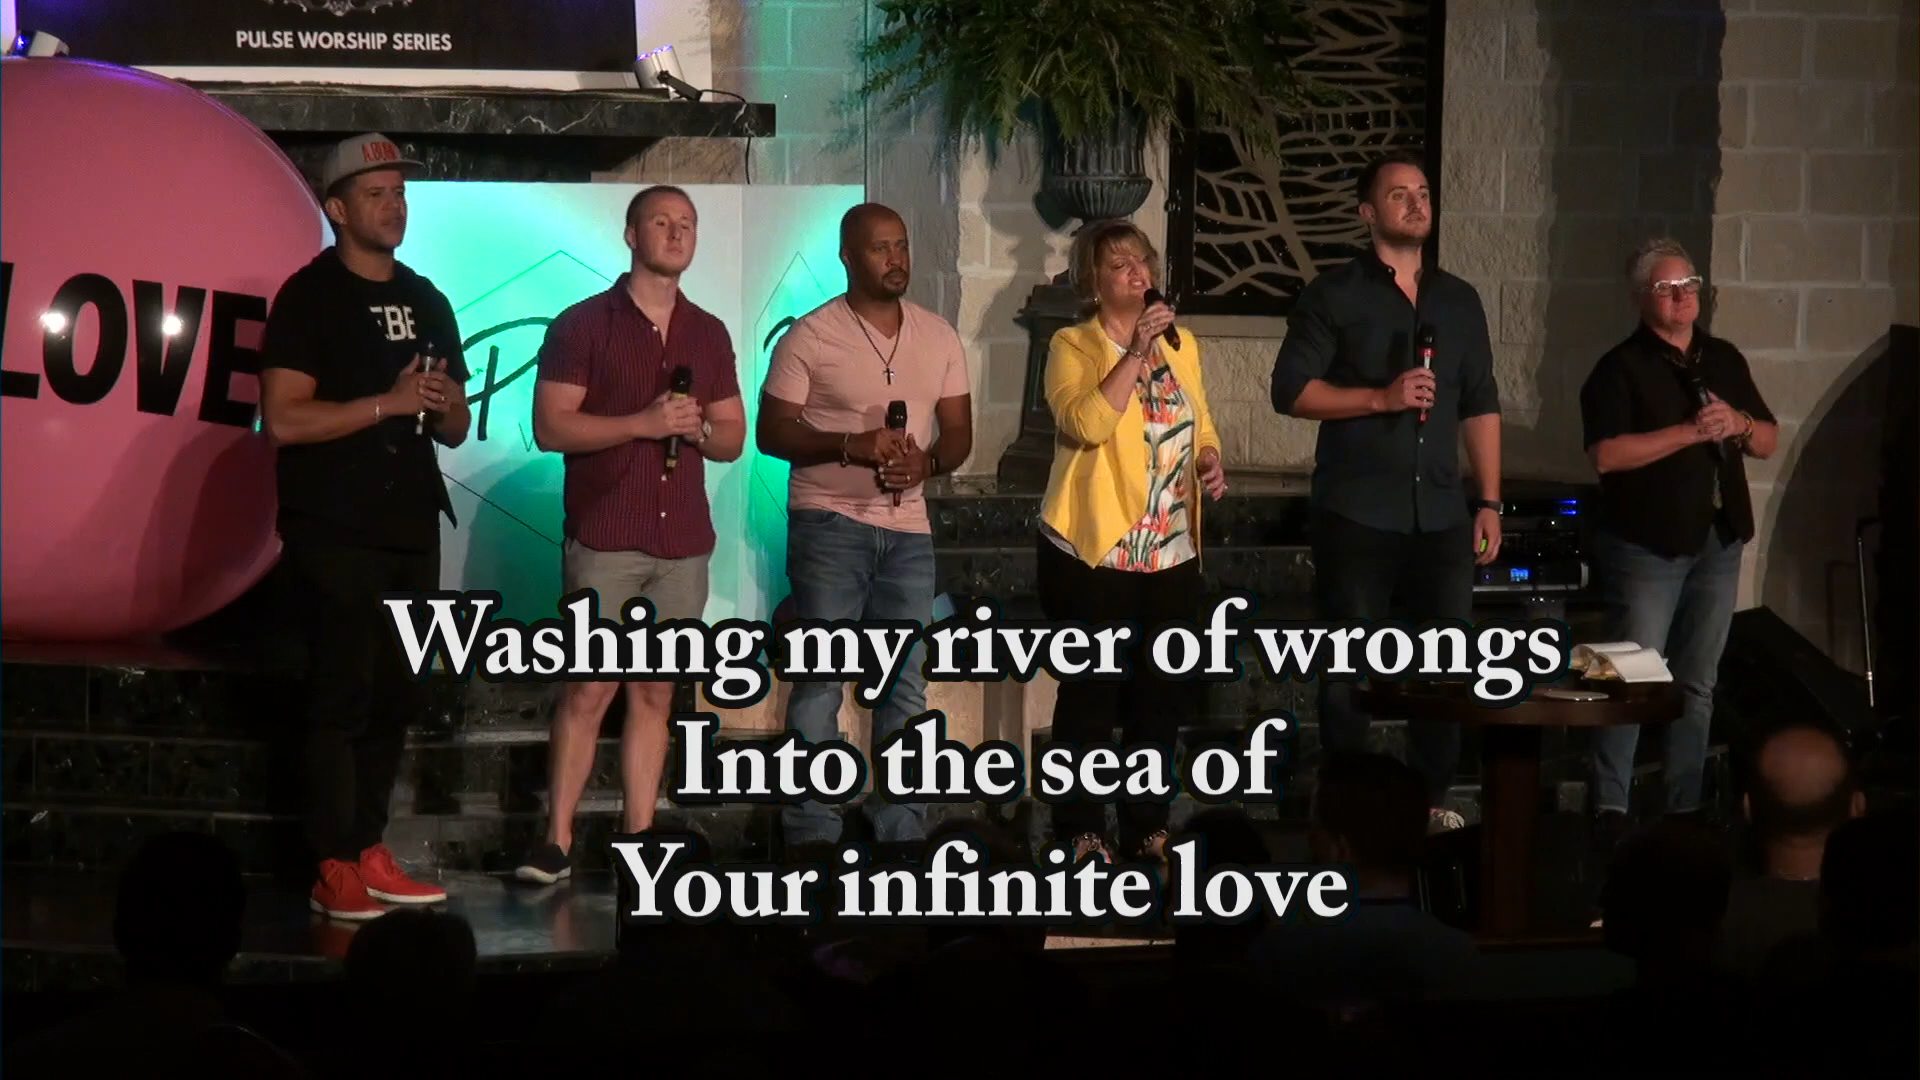 PULSE WORSHIP SERIES
LOVE
Washing my river of wrongs
Into the sea of
Your infinite love